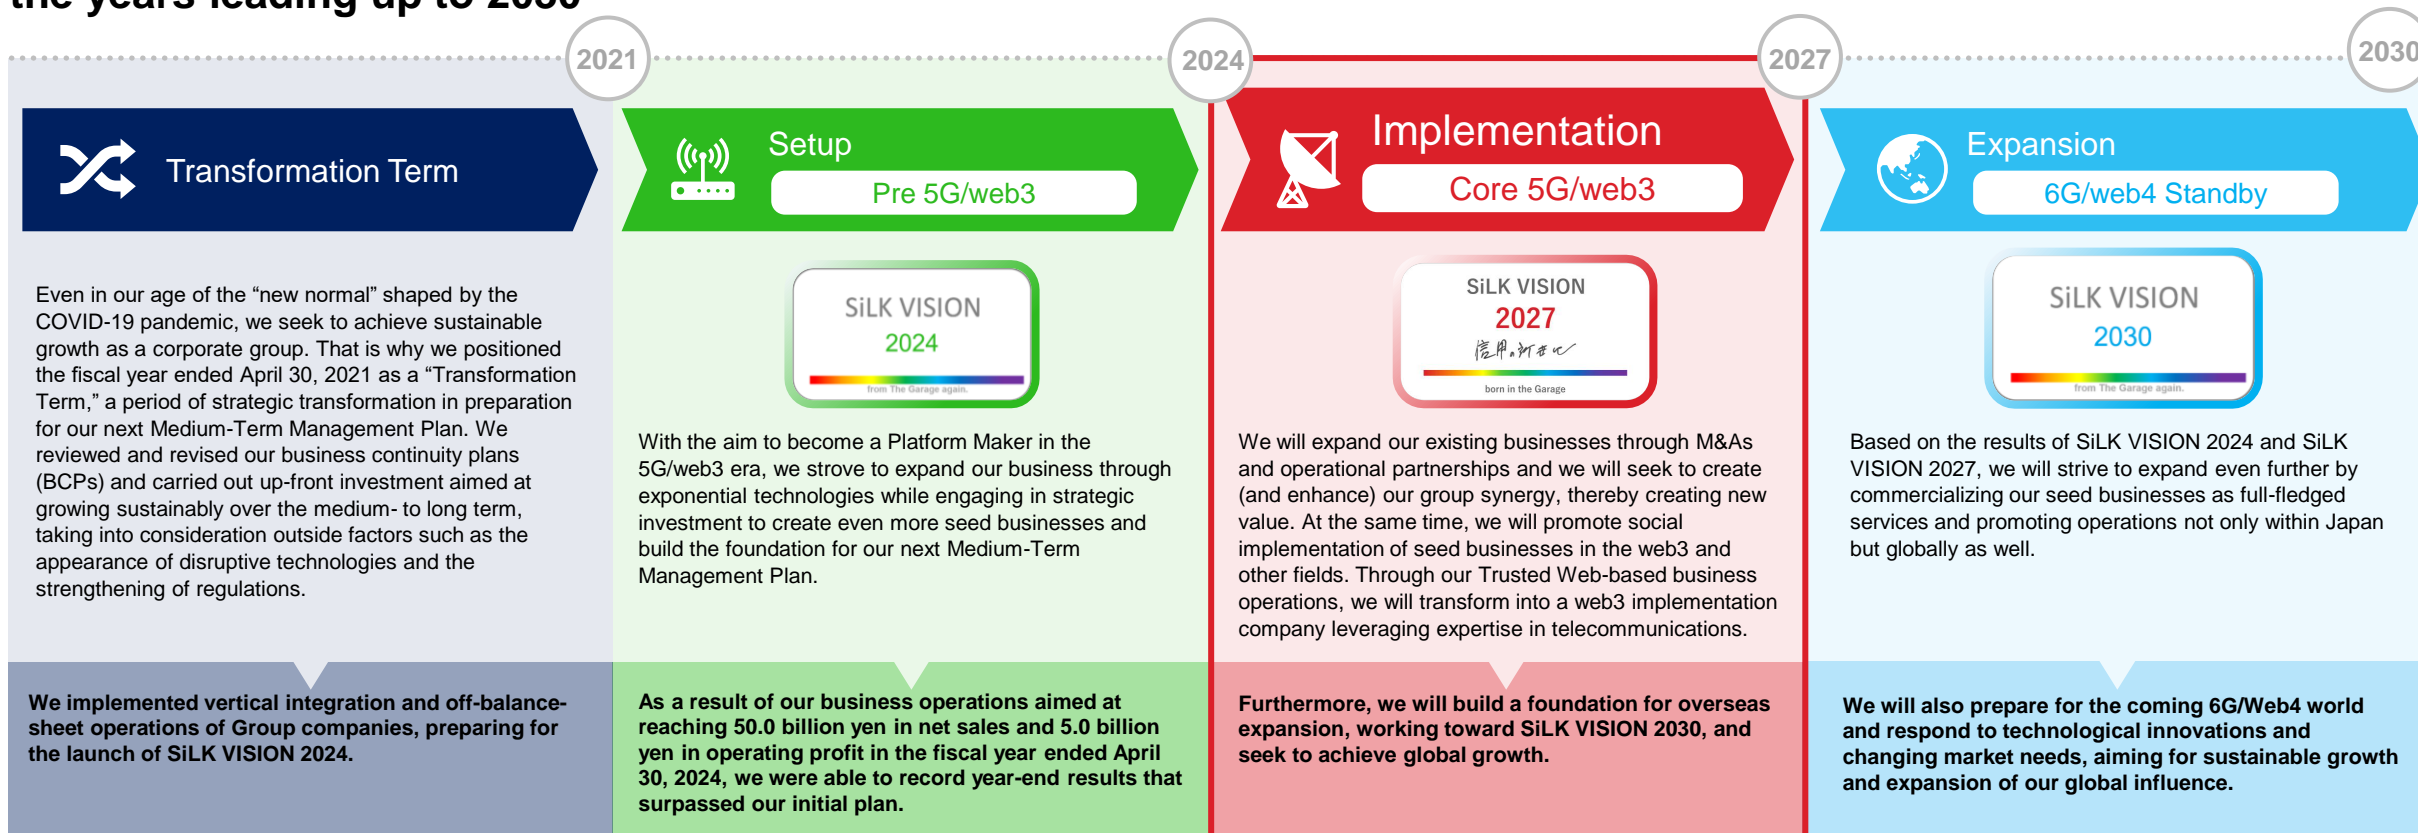 the years leading up to 2030
2021
2024
2027
2030
Transformation Term
Even in our age of the “new normal” shaped by the
COVID-19 pandemic, we seek to achieve sustainable
growth as a corporate group. That is why we positioned
the fiscal year ended April 30, 2021 as a “Transformation
Term,” a period of strategic transformation in preparation
for our next Medium-Term Management Plan. We
reviewed and revised our business continuity plans
(BCPs) and carried out up-front investment aimed at
growing sustainably over the medium- to long term,
taking into consideration outside factors such as the
appearance of disruptive technologies and the
strengthening of regulations.
We implemented vertical integration and off-balance-
sheet operations of Group companies, preparing for
the launch of SiLK VISION 2024.
Setup
Pre 5G/web3
SiLK VISION
2024
from The Garage again.
With the aim to become a Platform Maker in the
5G/web3 era, we strove to expand our business through
exponential technologies while engaging in strategic
investment to create even more seed businesses and
build the foundation for our next Medium-Term
Management Plan.
As a result of our business operations aimed at
reaching 50.0 billion yen in net sales and 5.0 billion
yen in operating profit in the fiscal year ended April
30, 2024, we were able to record year-end results that
surpassed our initial plan.
Implementation
Core 5G/web3
SiLK VISION
2027
born in the Garage
We will expand our existing businesses through M&As
and operational partnerships and we will seek to create
(and enhance) our group synergy, thereby creating new
value. At the same time, we will promote social
implementation of seed businesses in the web3 and
other fields. Through our Trusted Web-based business
operations, we will transform into a web3 implementation
company leveraging expertise in telecommunications.
Furthermore, we will build a foundation for overseas
expansion, working toward SiLK VISION 2030, and
seek to achieve global growth.
Expansion
6G/web4 Standby
SiLK VISION
2030
from The Garage again.
Based on the results of SiLK VISION 2024 and SiLK
VISION 2027, we will strive to expand even further by
commercializing our seed businesses as full-fledged
services and promoting operations not only within Japan
but globally as well.
We will also prepare for the coming 6G/Web4 world
and respond to technological innovations and
changing market needs, aiming for sustainable growth
and expansion of our global influence.